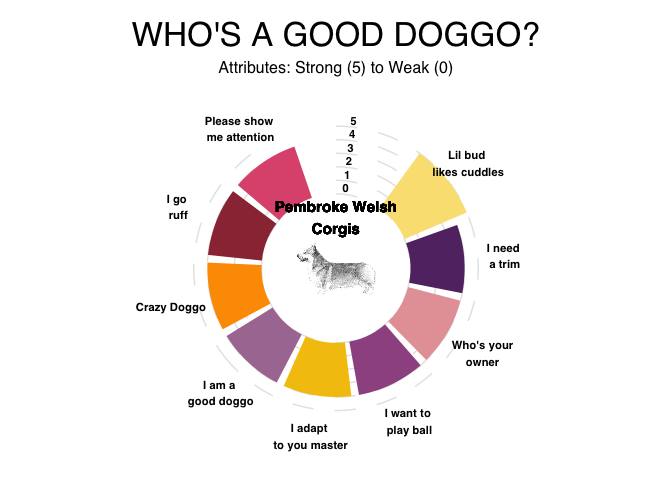 WHO'S A GOOD DOGGO?
Attributes: Strong (5) to Weak (0)
5
4
3
2
1
0
Please show
me attention
Lil bud
likes cuddles
I go
ruff
Pembroke Welsh
Corgis
I need
a trim
Crazy Doggo
Who's your
owner
I am a
good doggo
I want to
play ball
I adapt
to you master